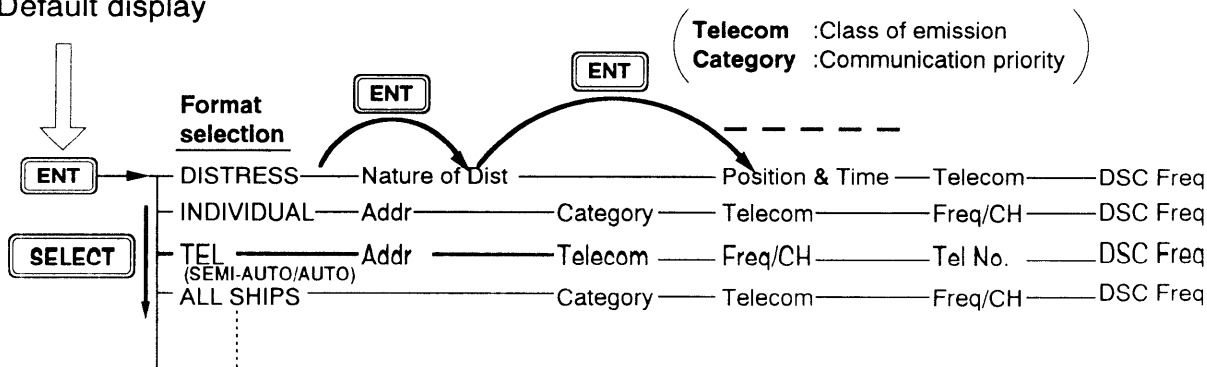 Default display
Telecom :Class of emission
Category :Communication priority
ENT
ENT
Format
selection
ENT DISTRESS Nature of Dist Position & Time Telecom DSC Freq
INDIVIDUAL Addr Category Telecom Freq/CH DSC Freq
SELECT TEL Addr Telecom Freq/CH Tel No. DSC Freq
(SEMI-AUTO/AUTO)
ALL SHIPS Category Telecom Freq/CH DSC Freq